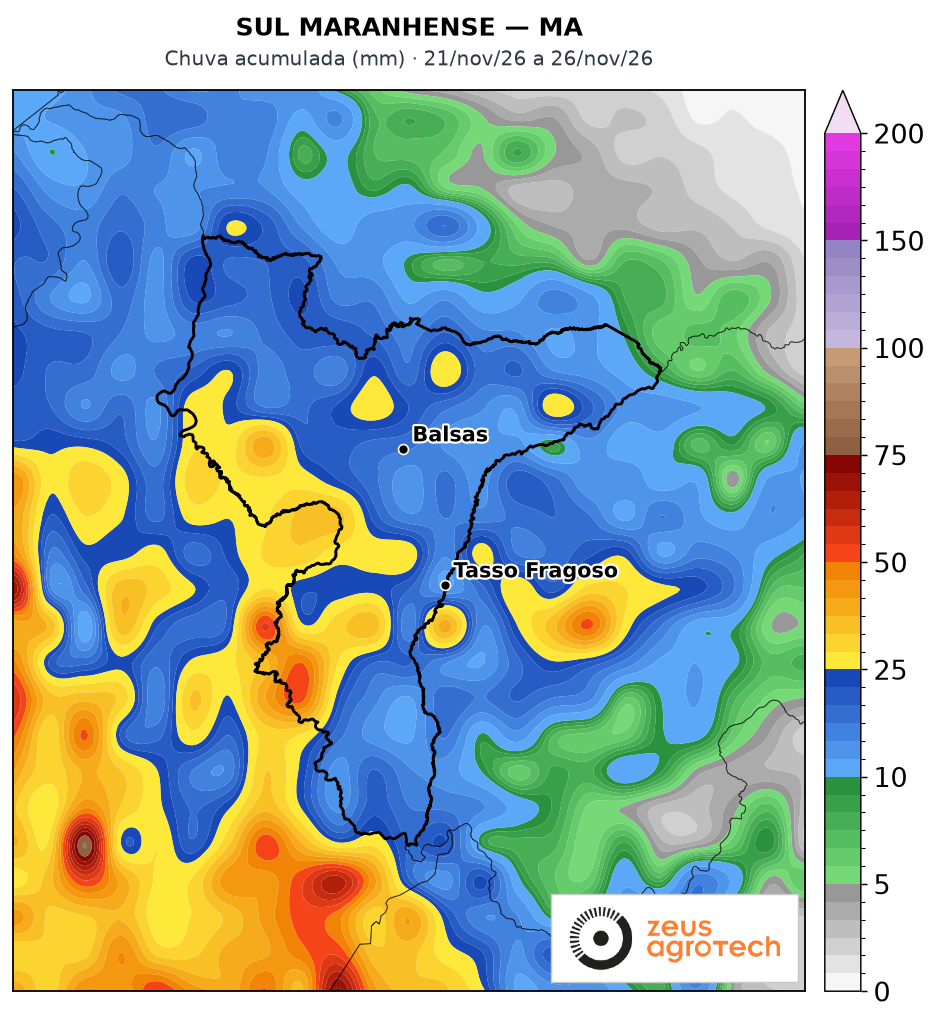 SUL MARANHENSE — MA
Chuva acumulada (mm) · 21/nov/26 a 26/nov/26
200
150
100
75
50
25
10
5
0
Balsas
Tasso Fragoso
zeus
agrotech